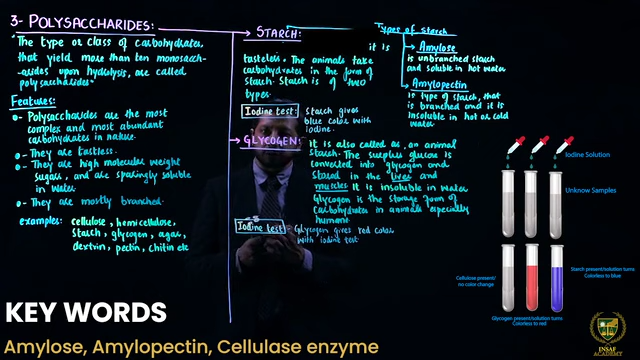 3- POLYSACCHARIDES:
"The type or class of carbohydrates,
that yield more than ten monosacch-
-arides upon hydrolysis, are called
polysaccharides"
Features:
Polysaccharides are the most
complex and most abundant
carbohydrates in nature.
They are tastless.
They are high molecular weight
sugars, and are sparingly soluble
in water.
They are mostly branched.
examples: cellulose, hemicellulose,
starch, glycogen, agar,
dextrin, pectin, chitin etc
STARCH:
it is
tasteless. The animals take
carbohydrates in the form of
starch. Starch is of two
types.
Iodine test: Starch gives
blue color with
iodine.
GLYCOGEN:
it is also called as, an animal
starch. The surplus glucose is
converted into glycogen and
stored in the liver and
muscles. It is insoluble in water
Glycogen is the storage form of
carbohydrates in animals especially
humans.
Iodine test - Glycogen gives red color
with iodine test
Types of starch
Amylose
is unbranched starch
and soluble in hot water.
Amylopectin
is type of starch, that
is branched and it is
insoluble in hot or cold
water
Iodine Solution
Unknow Samples
Cellulose present/
no color change
Starch present/solution turns
Colorless to blue
Glycogen present/solution turns
Colorless to red
KEY WORDS
Amylose, Amylopectin, Cellulase enzyme
INSAF
ACADEMY